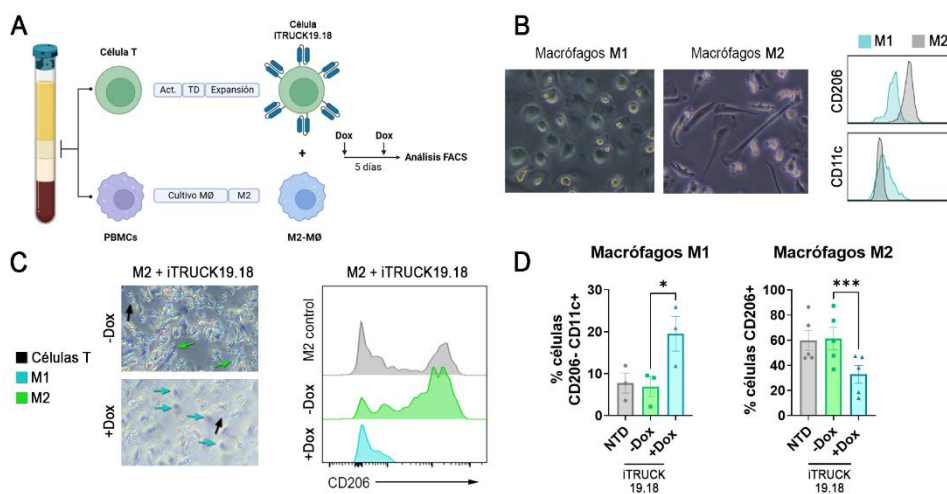 A
Célula T
Act.
TD
Expansión
Célula
iTRUCK19.18
+
Dox
Dox
5 días
Análisis FACS
PBMCs
Cultivo MØ
M2
M2-MØ
B
Macrófagos M1
Macrófagos M2
M1
M2
CD206
CD11c
C
M2 + iTRUCK19.18
-Dox
+Dox
Células T
M1
M2
M2 + iTRUCK19.18
M2 control
-Dox
+Dox
CD206
D
Macrófagos M1
% células
CD206- CD11c+
30
20
10
0
*
NTD
-Dox
+Dox
iTRUCK
19.18
Macrófagos M2
% células CD206+
100
80
60
40
20
0
***
NTD
-Dox
+Dox
iTRUCK
19.18